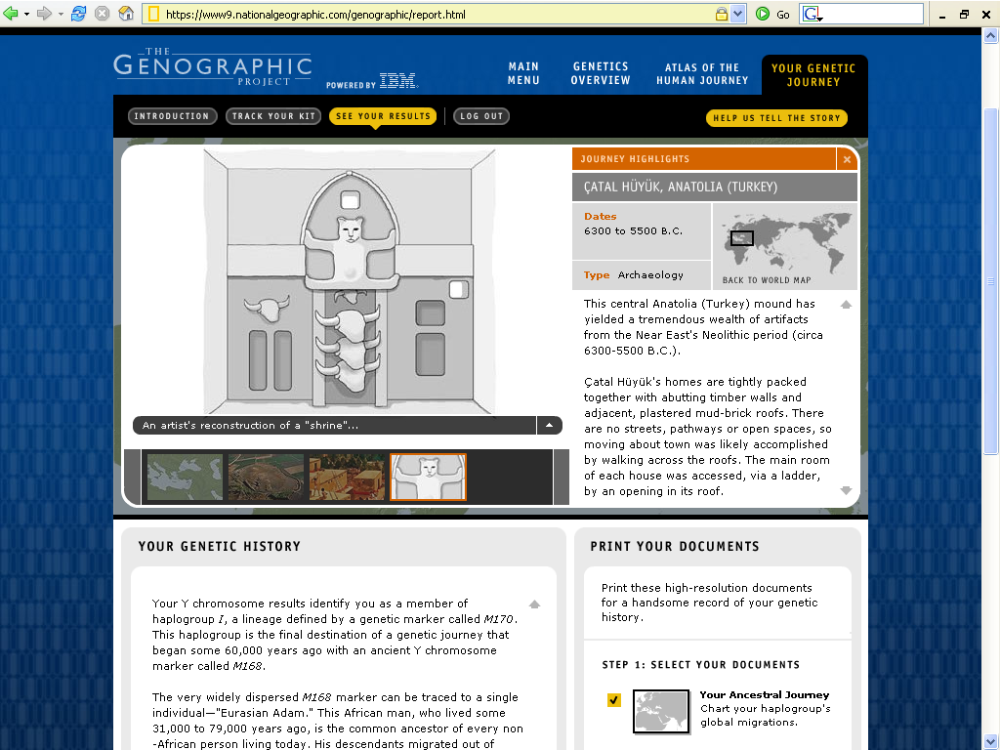 https://www9.nationalgeographic.com/genographic/report.html
Go
G
THE
GENOGRAPHIC
PROJECT
POWERED BY IBM
MAIN
MENU
GENETICS
OVERVIEW
ATLAS OF THE
HUMAN JOURNEY
YOUR GENETIC
JOURNEY
INTRODUCTION
TRACK YOUR KIT
SEE YOUR RESULTS
LOG OUT
HELP US TELL THE STORY
JOURNEY HIGHLIGHTS
ÇATAL HÜYÜK, ANATOLIA (TURKEY)
Dates
6300 to 5500 B.C.
Type Archaeology
BACK TO WORLD MAP
This central Anatolia (Turkey) mound has
yielded a tremendous wealth of artifacts
from the Near East's Neolithic period (circa
6300-5500 B.C.).
Çatal Hüyük's homes are tightly packed
together with abutting timber walls and
adjacent, plastered mud-brick roofs. There
are no streets, pathways or open spaces, so
moving about town was likely accomplished
by walking across the roofs. The main room
of each house was accessed, via a ladder,
by an opening in its roof.
An artist's reconstruction of a "shrine"...
YOUR GENETIC HISTORY
Your Y chromosome results identify you as a member of
haplogroup I, a lineage defined by a genetic marker called M170.
This haplogroup is the final destination of a genetic journey that
began some 60,000 years ago with an ancient Y chromosome
marker called M168.
The very widely dispersed M168 marker can be traced to a single
individual—"Eurasian Adam." This African man, who lived some
31,000 to 79,000 years ago, is the common ancestor of every non
-African person living today. His descendants migrated out of
PRINT YOUR DOCUMENTS
Print these high-resolution documents
for a handsome record of your genetic
history.
STEP 1: SELECT YOUR DOCUMENTS
Your Ancestral Journey
Chart your haplogroup's
global migrations.